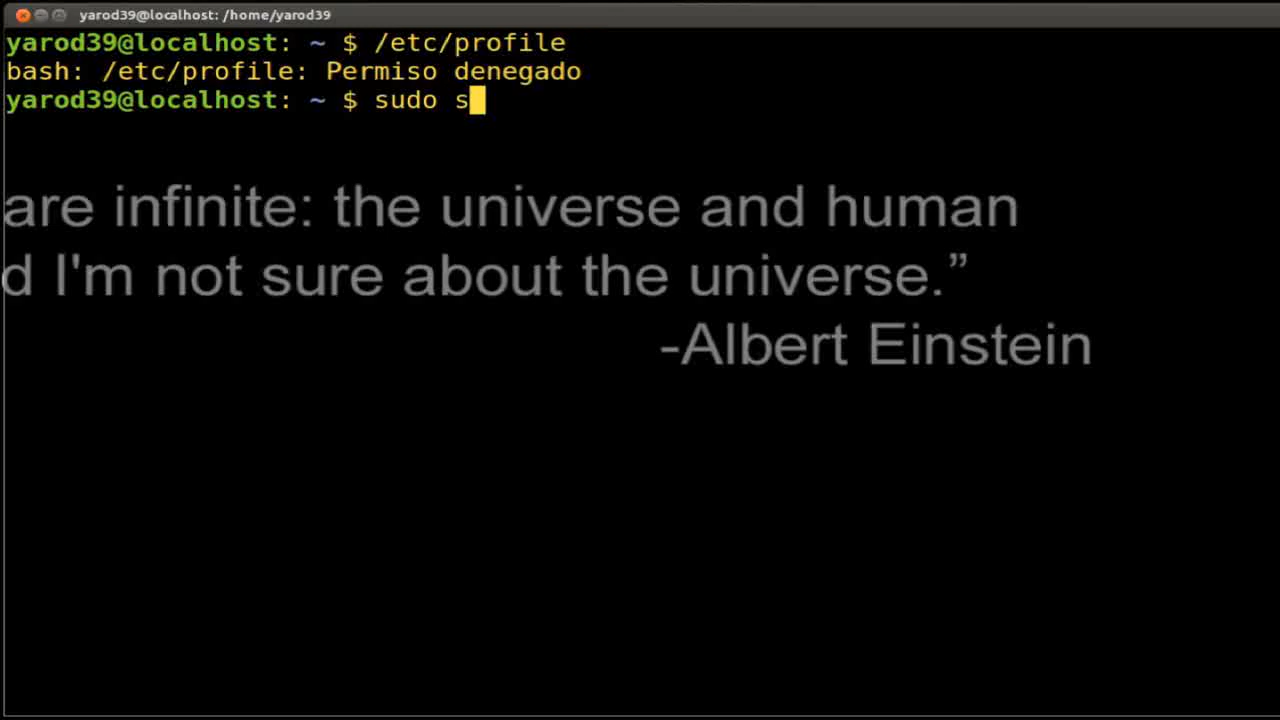 yarod39@localhost: /home/yarod39
yarod39@localhost: ~ $ /etc/profile
bash: /etc/profile: Permiso denegado
yarod39@localhost: ~ $ sudo s
are infinite: the universe and human
d I'm not sure about the universe.”
-Albert Einstein